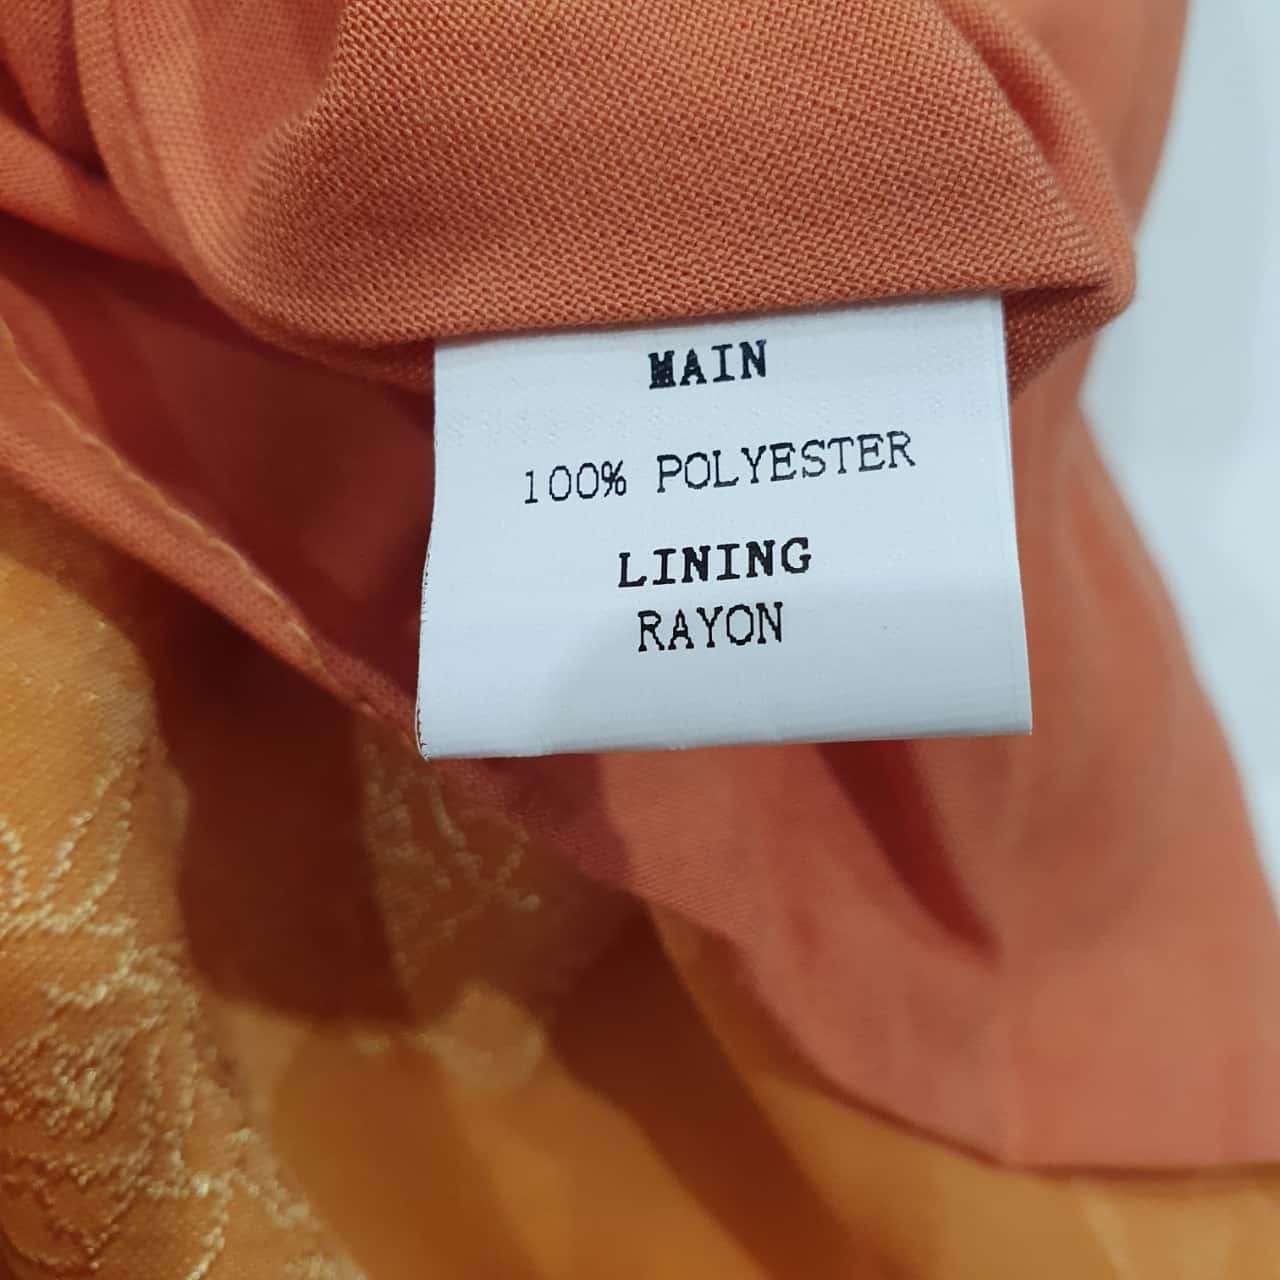 MAIN
100% POLYESTER
LINING
RAYON